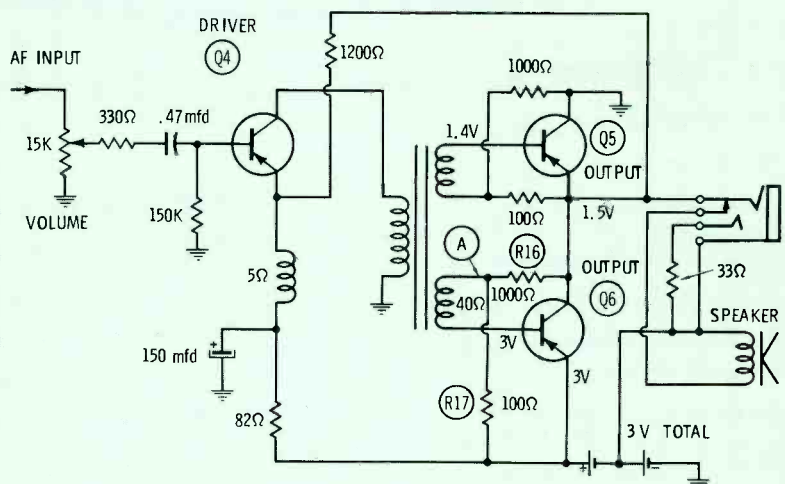 DRIVER
Q4
1200Ω
1000Ω
AF INPUT
330Ω
.47mfd
1.4V
Q5
15K
OUTPUT
VOLUME
150K
100Ω
1.5V
A
R16
OUTPUT
5Ω
1000Ω
40Ω
Q6
33Ω
SPEAKER
3V
3V
150 mfd
+
R17
100Ω
82Ω
3 V TOTAL
+
-